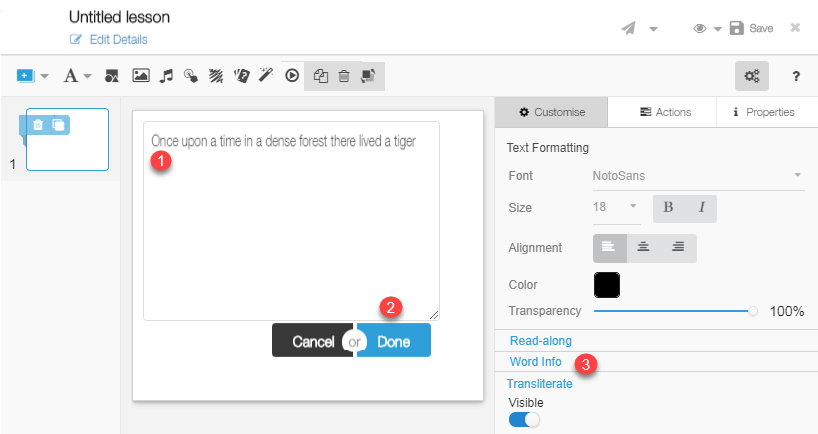 Untitled lesson
Edit Details
Save
A
?
Customise
Actions
i Properties
1
Once upon a time in a dense forest there lived a tiger
1
2
Cancel or Done
Text Formatting
Font NotoSans
Size 18 B I
Alignment
Color
Transparency 100%
Read-along
Word Info 3
Transliterate
Visible